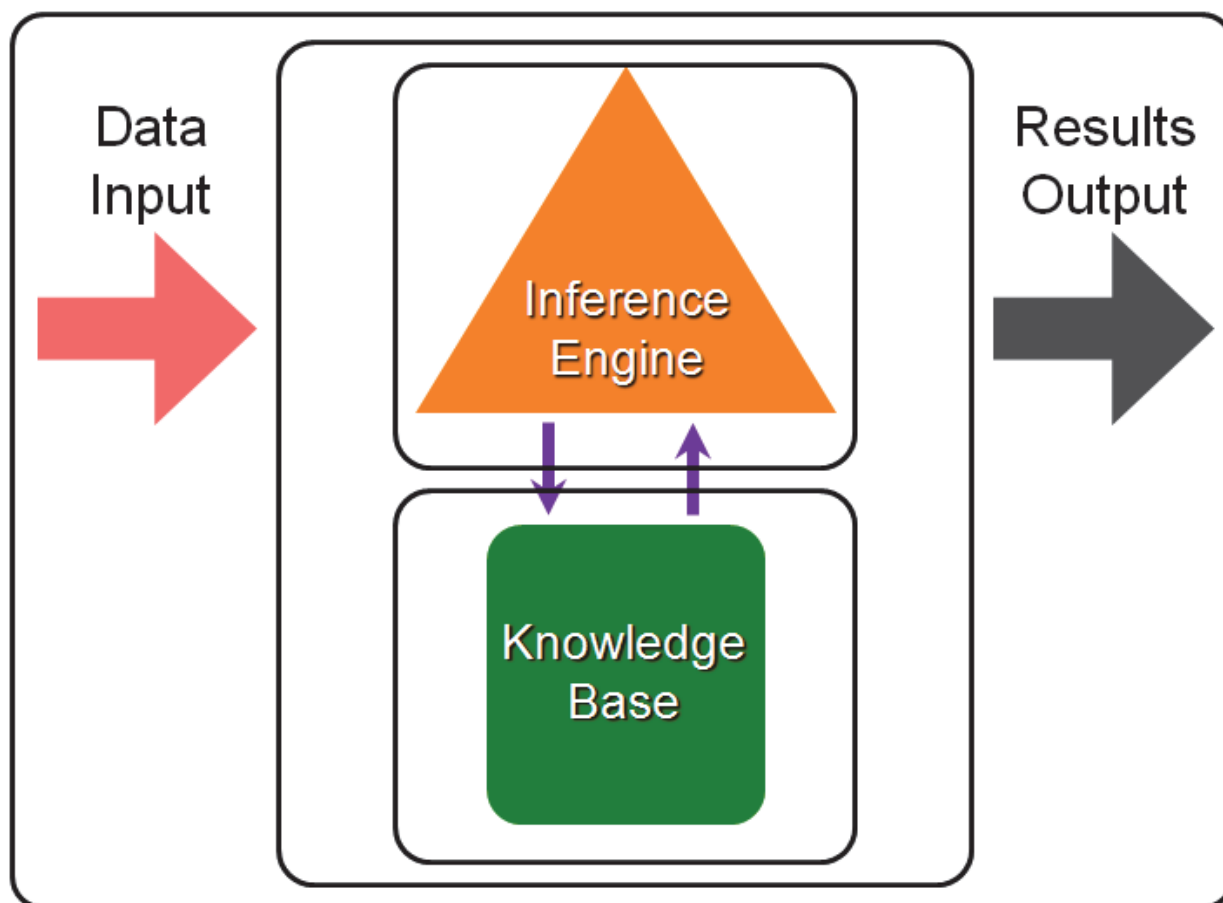 Data
Input
Inference
Engine
Knowledge
Base
Results
Output